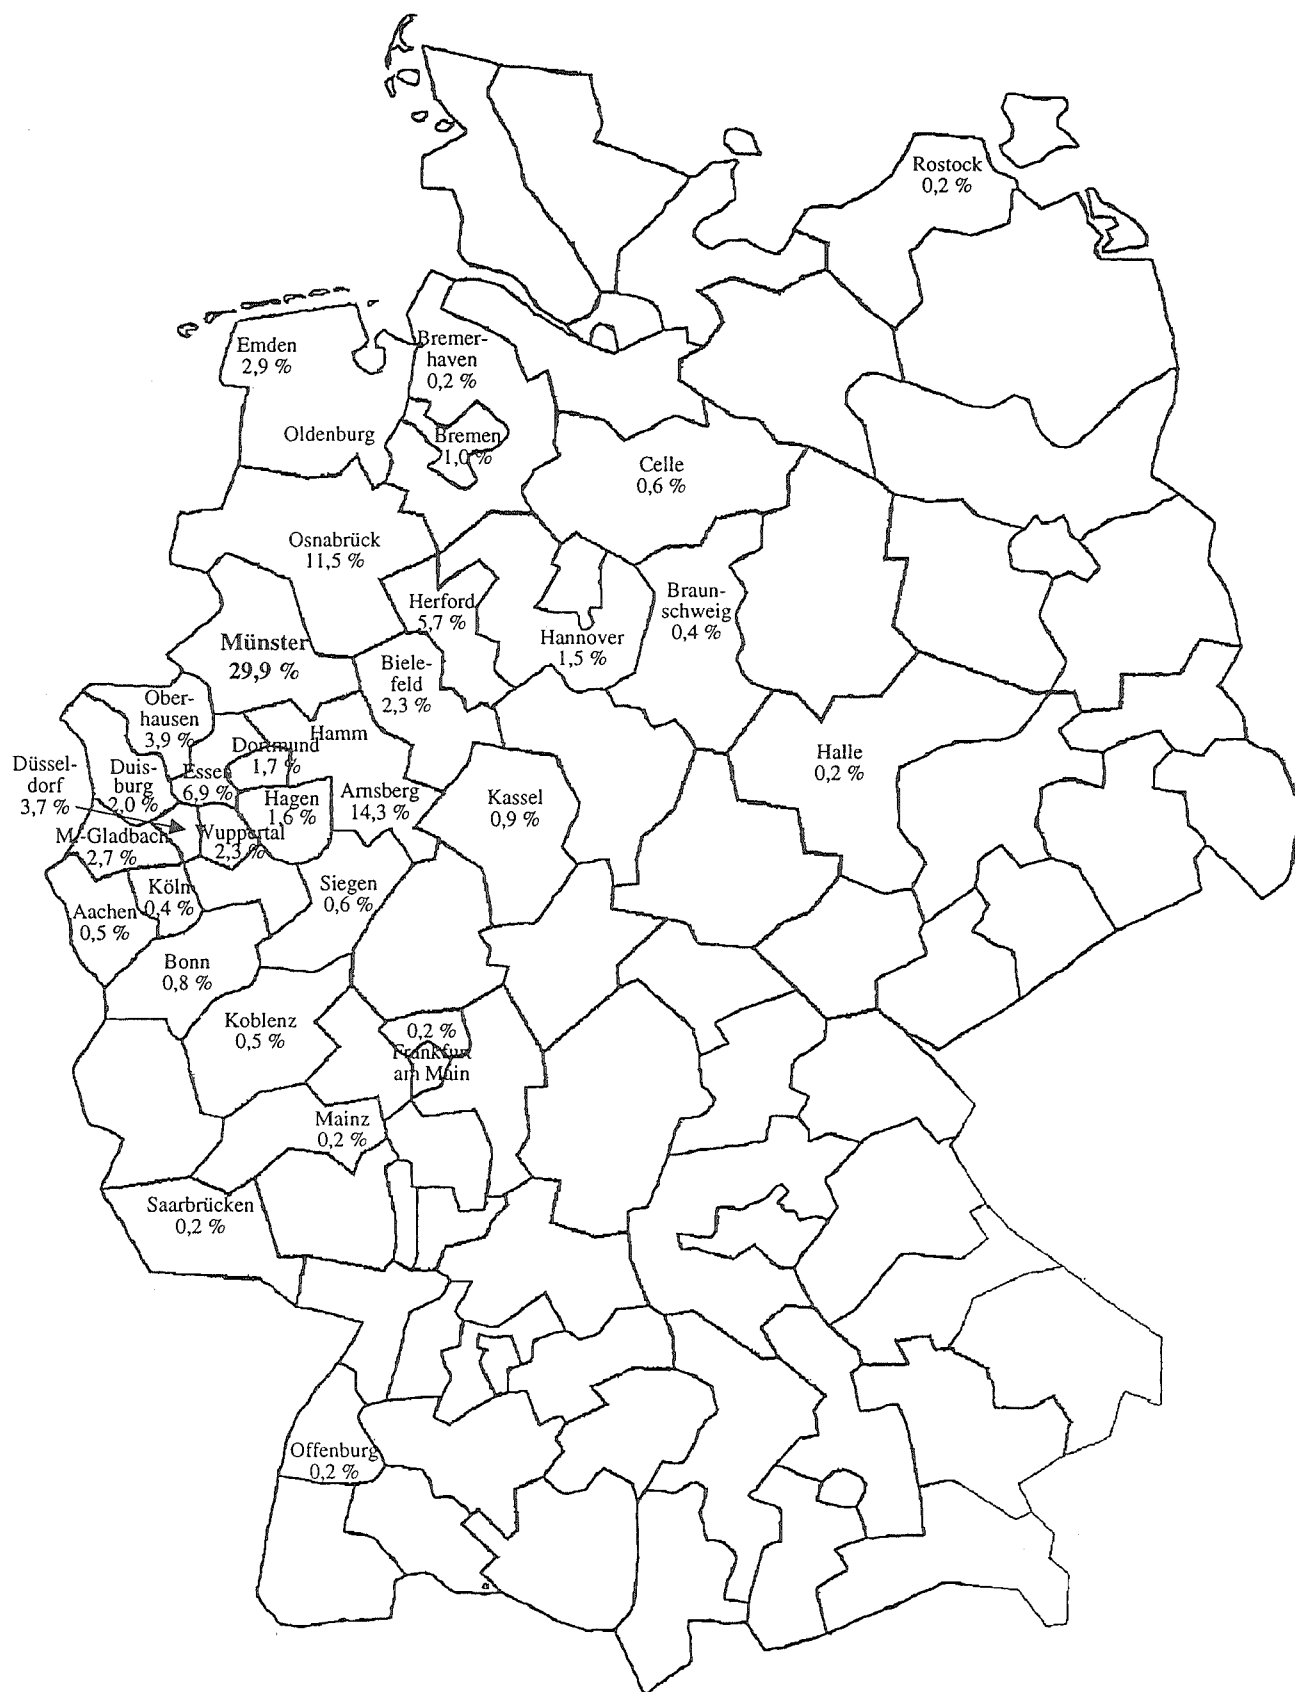 Rostock
0,2 %
Emden
2,9 %
Bremer-
haven
0,2 %
Oldenburg
Bremen
1,0 %
Celle
0,6 %
Osnabrück
11,5 %
Herford
5,7 %
Braun-
schweig
0,4 %
Hannover
1,5 %
Münster
29,9 %
Biele-
feld
2,3 %
Ober-
hausen
3,9 %
Hamm
Dortmund
1,7 %
Düssel-
dorf
3,7 %
Duis-
burg
2,0 %
Essen
6,9 %
Hagen
1,6 %
Arnsberg
14,3 %
Kassel
0,9 %
Halle
0,2 %
M.-Gladbach
2,7 %
Wuppertal
2,3 %
Köln
0,4 %
Siegen
0,6 %
Aachen
0,5 %
Bonn
0,8 %
Koblenz
0,5 %
0,2 %
Frankfurt
am Main
Mainz
0,2 %
Saarbrücken
0,2 %
Offenburg
0,2 %